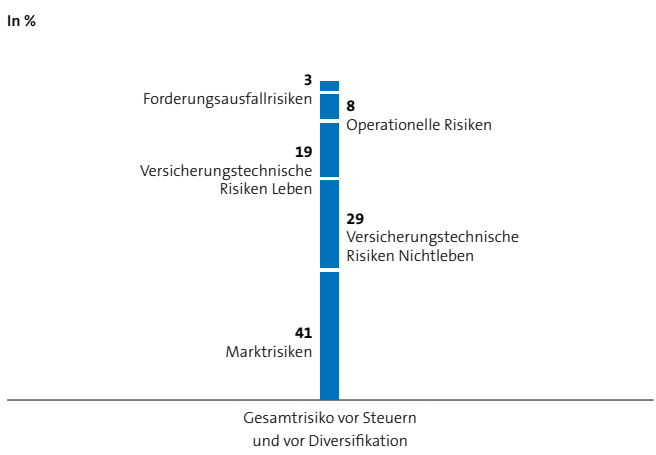 In %
3
Forderungsausfallrisiken
8
Operationelle Risiken
19
Versicherungstechnische
Risiken Leben
29
Versicherungstechnische
Risiken Nichtleben
41
Marktrisiken
Gesamtrisiko vor Steuern
und vor Diversifikation